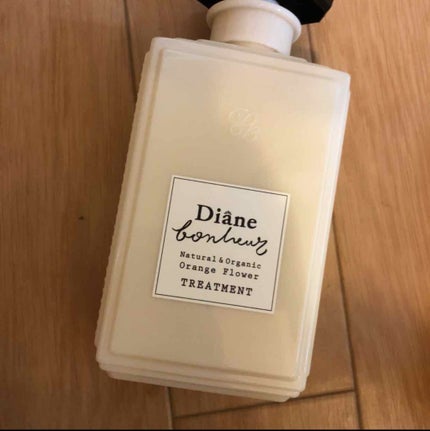 Diâne
bonheur
Natural & Organic
Orange Flower
TREATMENT